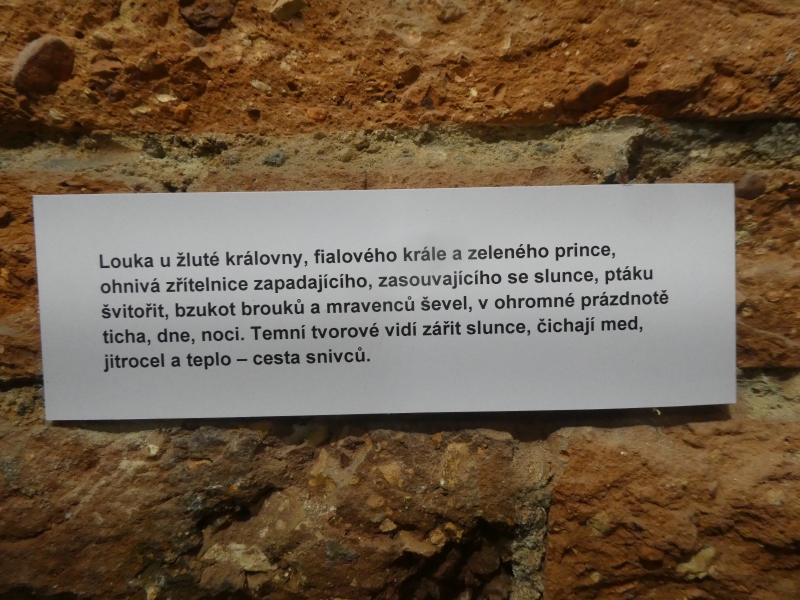 Louka u žluté královny, fialového krále a zeleného prince,
ohnivá zřítelnice zapadajícího, zasouvajícího se slunce, ptáku
švitořit, bzukot brouků a mravenců ševel, v ohromné prázdnotě
ticha, dne, noci. Temní tvorové vidí zářit slunce, čichají med,
jitrocel a teplo – cesta snivců.